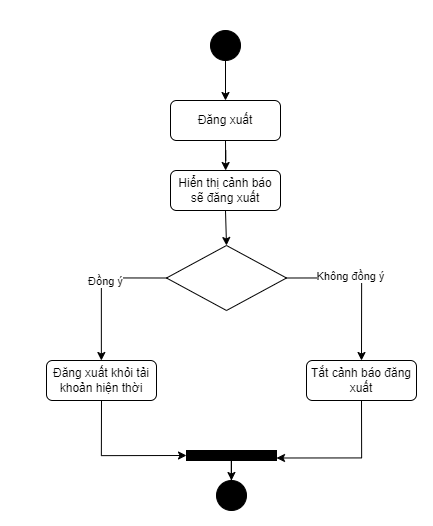 Đăng xuất
Hiển thị cảnh báo
sẽ đăng xuất
Đồng ý
Không đồng ý
Đăng xuất khỏi tải
khoản hiện thời
Tắt cảnh báo đăng
xuất